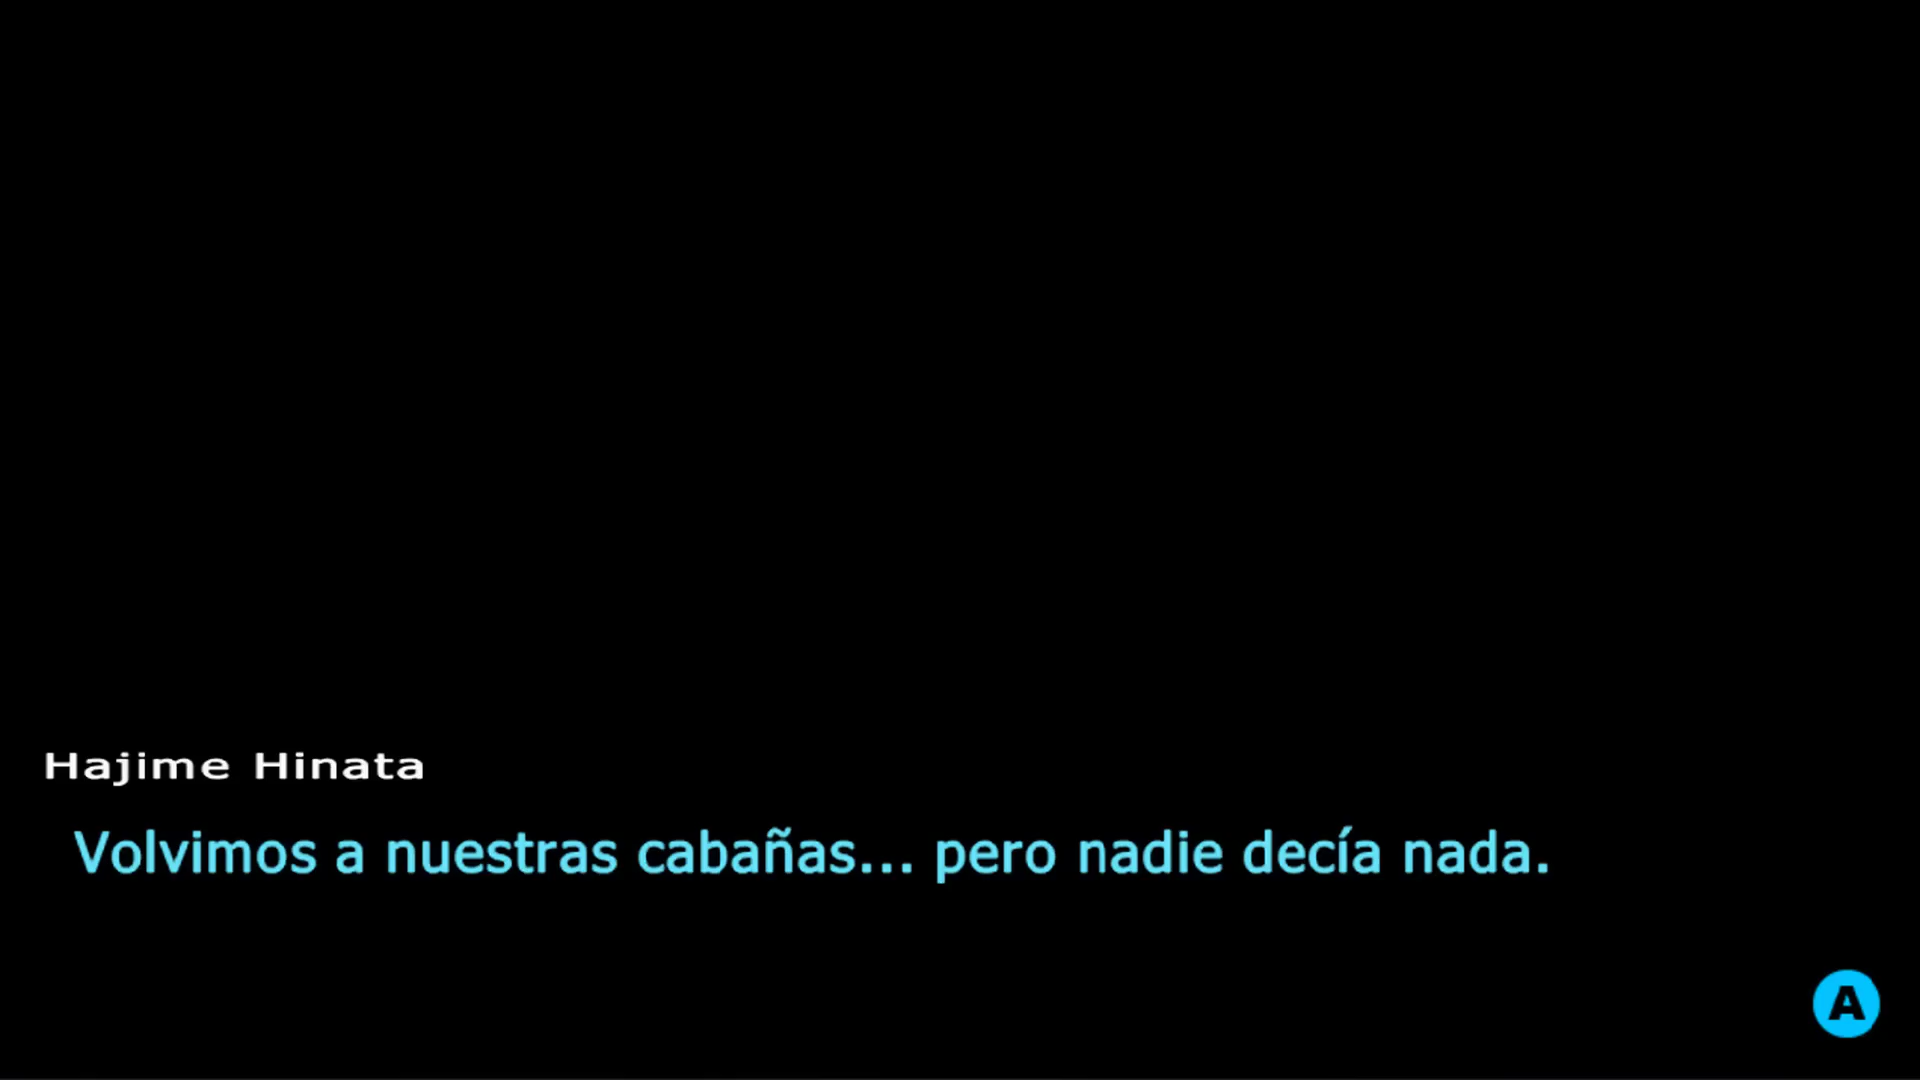 Hajime Hinata
Volvimos a nuestras cabañas... pero nadie decía nada.
A